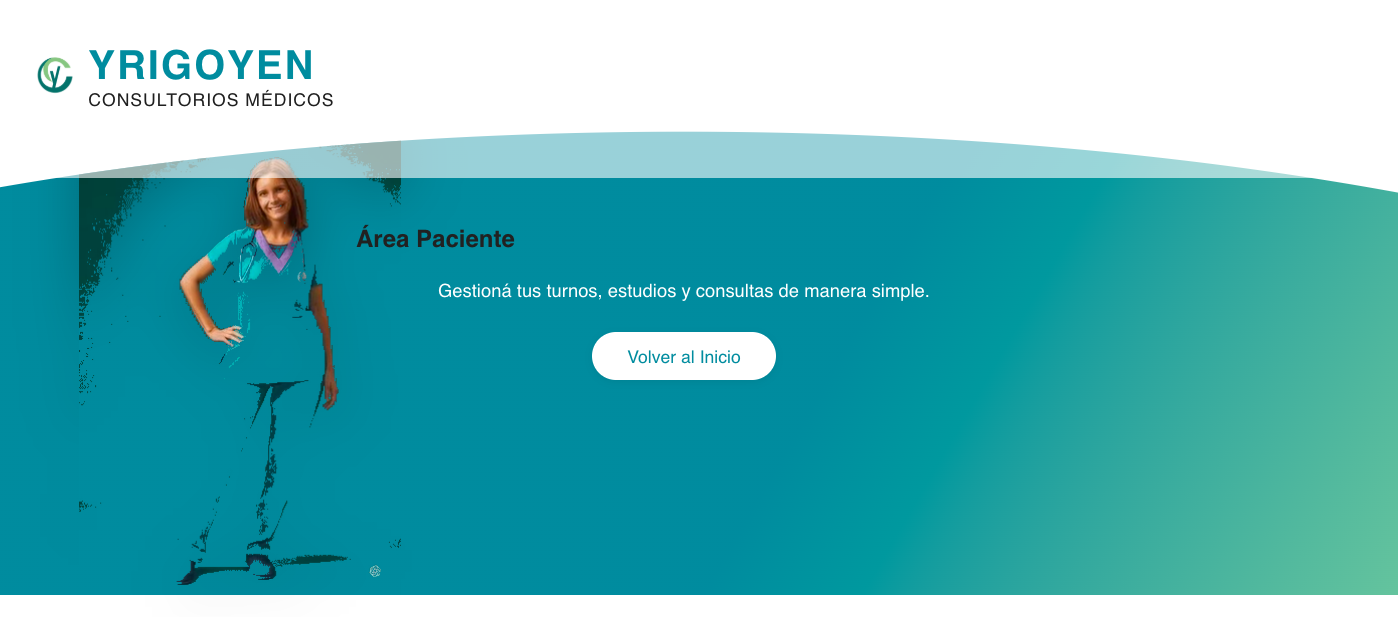 YRIGOYEN
CONSULTORIOS MÉDICOS
Área Paciente
Gestioná tus turnos, estudios y consultas de manera simple.
Volver al Inicio